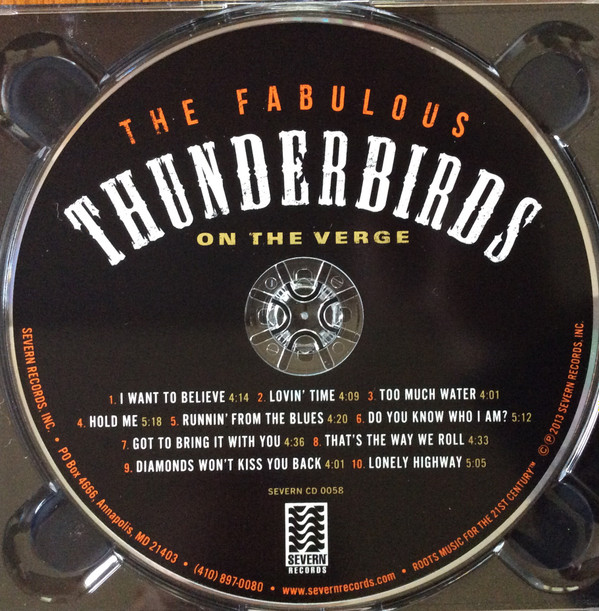 THE FABULOUS
THUNDERBIRDS
ON THE VERGE
1. I WANT TO BELIEVE 4:14 2. LOVIN' TIME 4:09 3. TOO MUCH WATER 4:01
4. HOLD ME 5:18 5. RUNNIN' FROM THE BLUES 4:20 6. DO YOU KNOW WHO I AM? 5:12
7. GOT TO BRING IT WITH YOU 4:36 8. THAT'S THE WAY WE ROLL 4:33
9. DIAMONDS WON'T KISS YOU BACK 4:01 10. LONELY HIGHWAY 5:05
SEVERN CD 0058
SEVERN
RECORDS
SEVERN RECORDS, INC. • PO Box 4666, Annapolis, MD 21403 • (410) 897-0080 • www.severnrecords.com • ROOTS MUSIC FOR THE 21ST CENTURY™ ©℗ 2013 SEVERN RECORDS, INC.